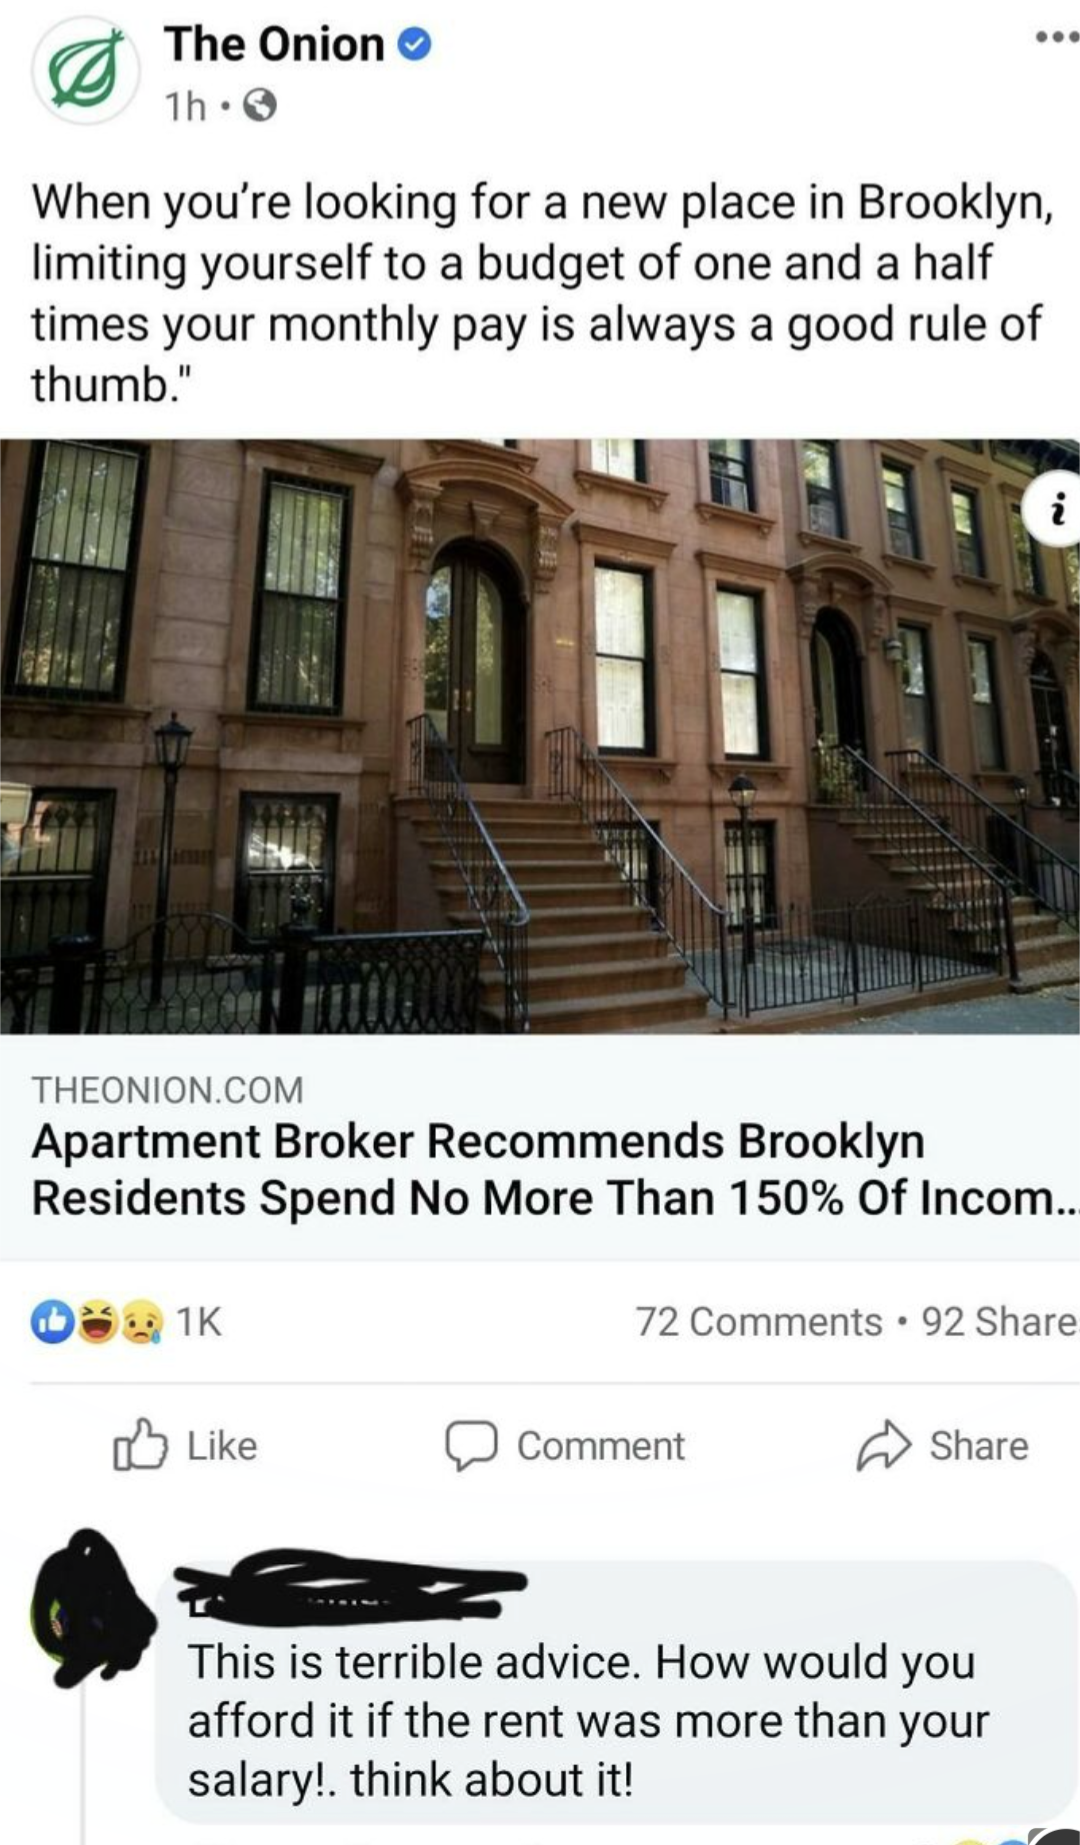 The Onion
1h •
When you're looking for a new place in Brooklyn,
limiting yourself to a budget of one and a half
times your monthly pay is always a good rule of
thumb."
i
THEONION.COM
Apartment Broker Recommends Brooklyn
Residents Spend No More Than 150% Of Incom...
1K
72 Comments • 92 Share
Like
Comment
Share
This is terrible advice. How would you
afford it if the rent was more than your
salary!. think about it!